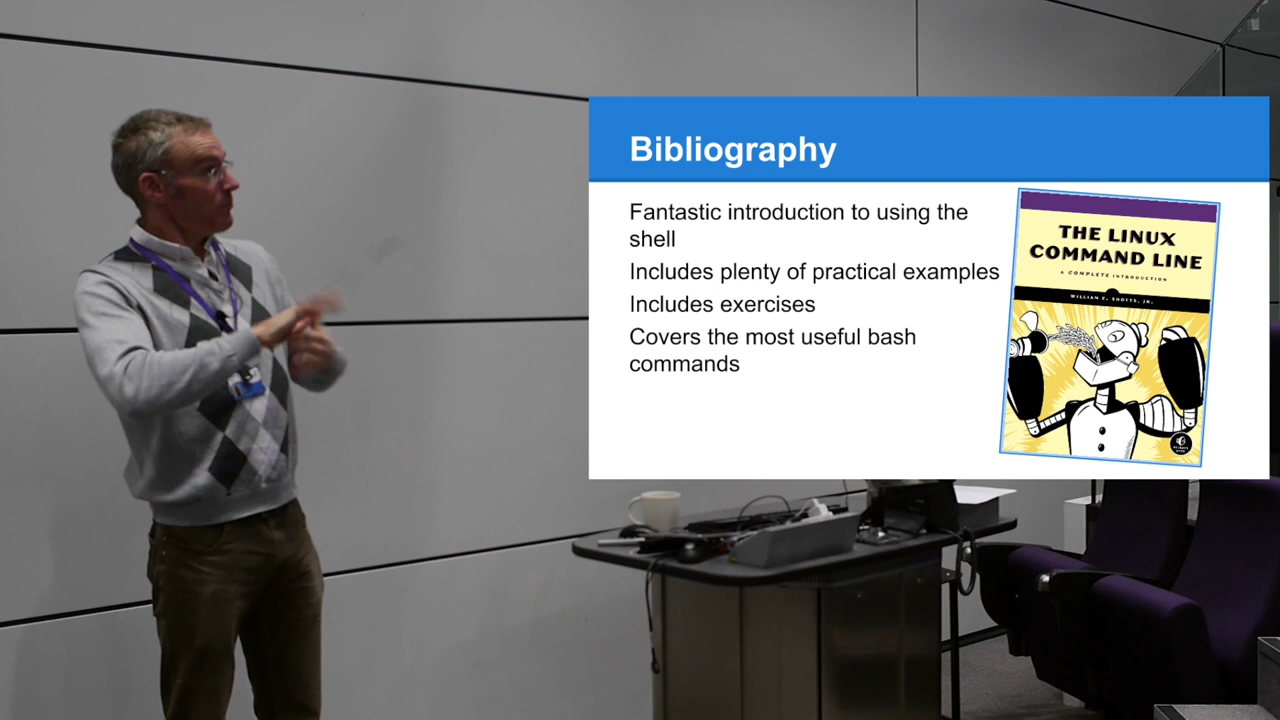 Bibliography
Fantastic introduction to using the
shell
Includes plenty of practical examples
Includes exercises
Covers the most useful bash
commands
THE LINUX
COMMAND LINE
A COMPLETE INTRODUCTION
WILLIAM E. SHOTTS, JR.